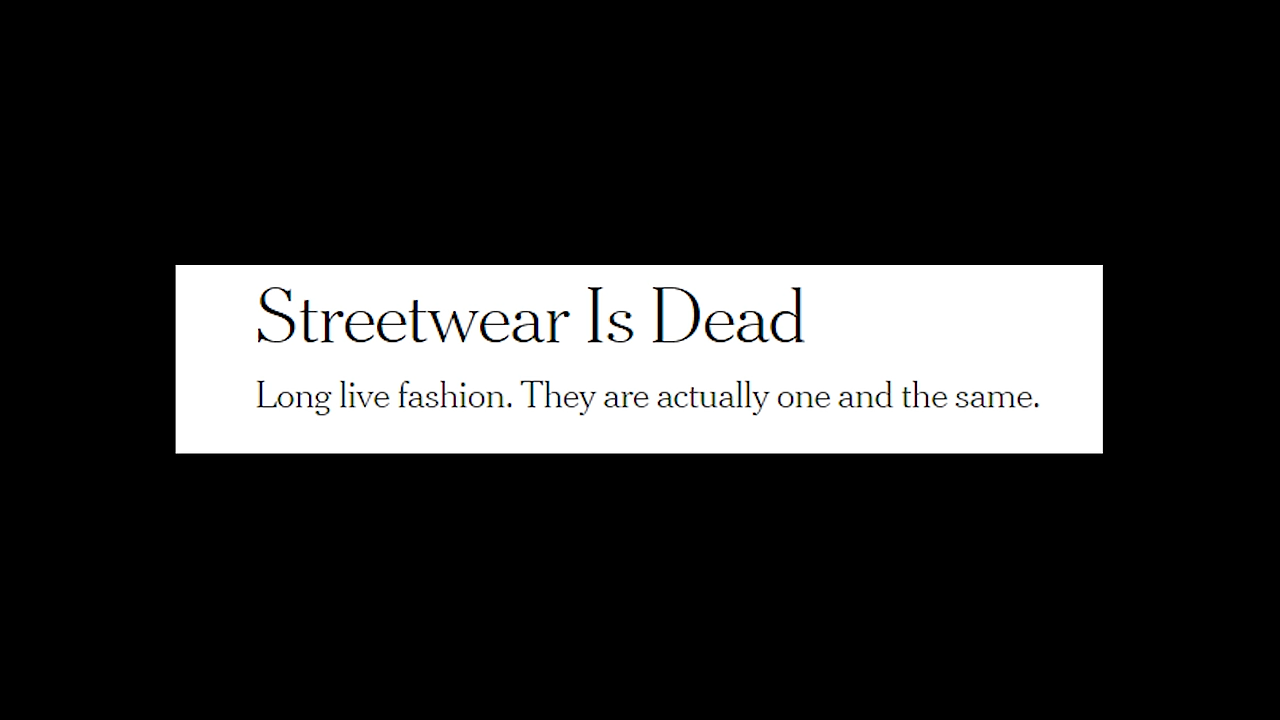 Streetwear Is Dead
Long live fashion. They are actually one and the same.